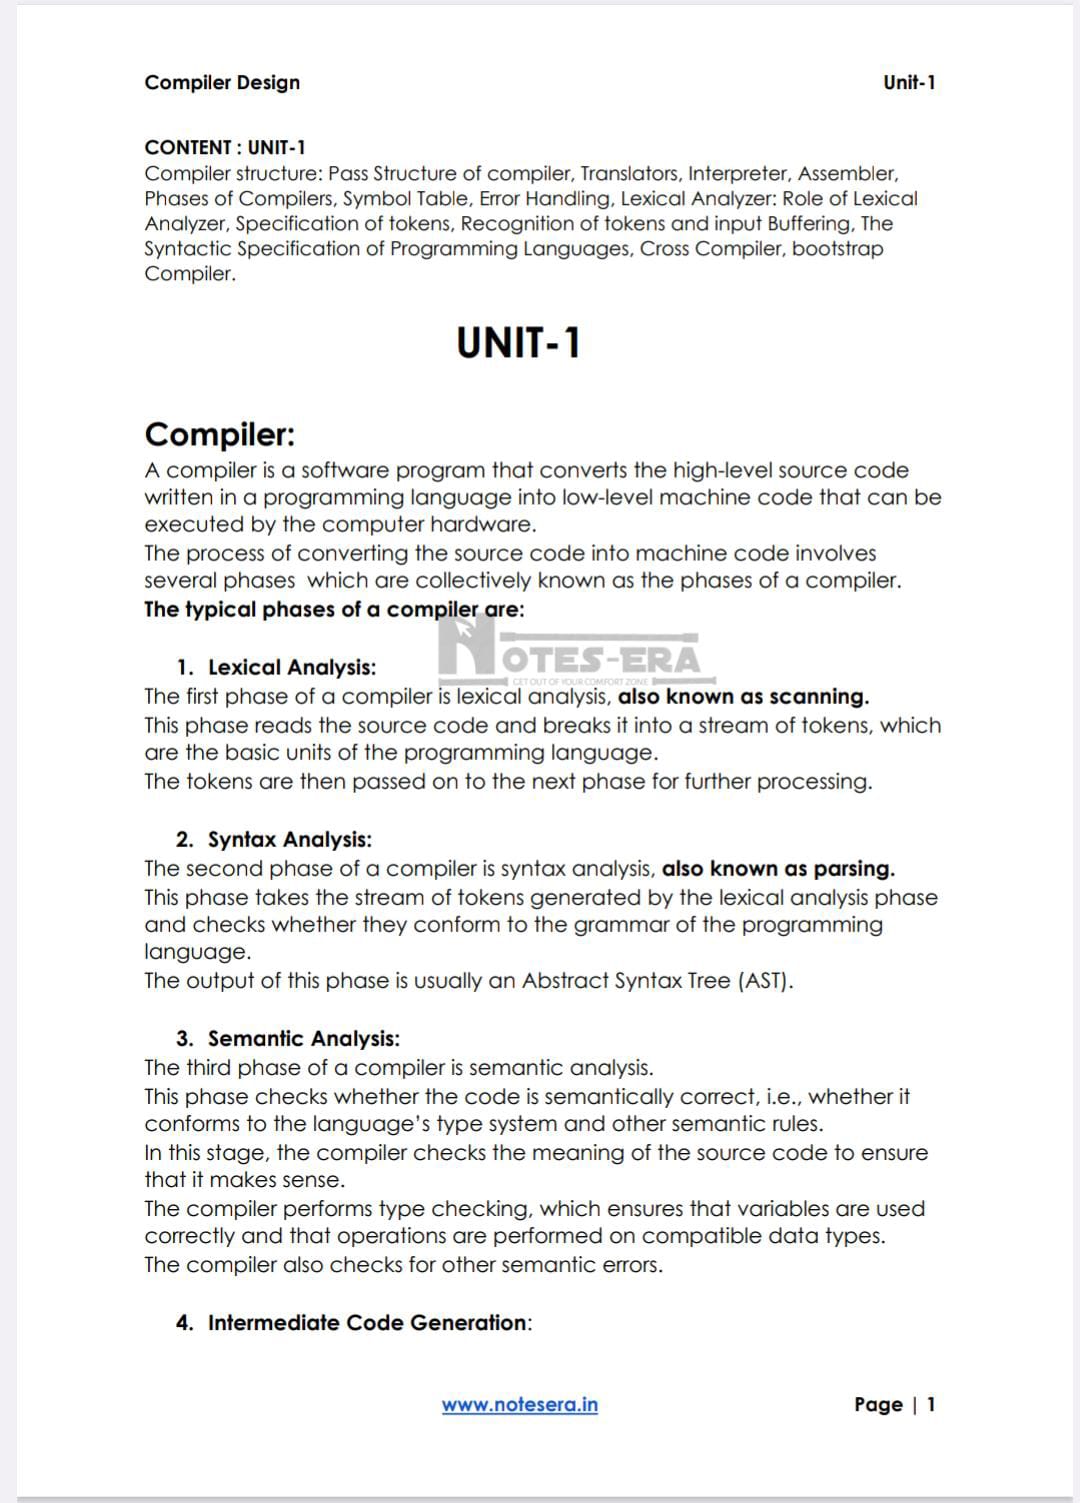 Compiler Design Unit-1
CONTENT : UNIT-1
Compiler structure: Pass Structure of compiler, Translators, Interpreter, Assembler,
Phases of Compilers, Symbol Table, Error Handling, Lexical Analyzer: Role of Lexical
Analyzer, Specification of tokens, Recognition of tokens and input Buffering, The
Syntactic Specification of Programming Languages, Cross Compiler, bootstrap
Compiler.
UNIT-1
Compiler:
A compiler is a software program that converts the high-level source code
written in a programming language into low-level machine code that can be
executed by the computer hardware.
The process of converting the source code into machine code involves
several phases which are collectively known as the phases of a compiler.
The typical phases of a compiler are:
NOTES-ERA
GET OUT OF YOUR COMFORT ZONE
1. Lexical Analysis:
The first phase of a compiler is lexical analysis, also known as scanning.
This phase reads the source code and breaks it into a stream of tokens, which
are the basic units of the programming language.
The tokens are then passed on to the next phase for further processing.
2. Syntax Analysis:
The second phase of a compiler is syntax analysis, also known as parsing.
This phase takes the stream of tokens generated by the lexical analysis phase
and checks whether they conform to the grammar of the programming
language.
The output of this phase is usually an Abstract Syntax Tree (AST).
3. Semantic Analysis:
The third phase of a compiler is semantic analysis.
This phase checks whether the code is semantically correct, i.e., whether it
conforms to the language's type system and other semantic rules.
In this stage, the compiler checks the meaning of the source code to ensure
that it makes sense.
The compiler performs type checking, which ensures that variables are used
correctly and that operations are performed on compatible data types.
The compiler also checks for other semantic errors.
4. Intermediate Code Generation:
www.notesera.in Page | 1